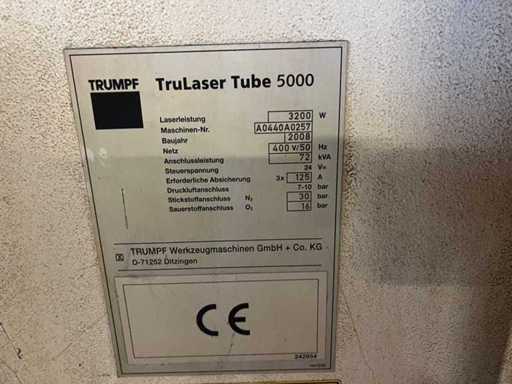 TRUMPF
TruLaser Tube 5000
Laserleistung 3200 W
Maschinen-Nr. A0440A0257
Baujahr 2008
Netz 400 V/50 Hz
Anschlussleistung 72 kVA
Steuerspannung 24 V=
Erforderliche Absicherung 3x 125 A
Druckluftanschluss 7-10 bar
Stickstoffanschluss N₂ 30 bar
Sauerstoffanschluss O₂ 16 bar
TRUMPF Werkzeugmaschinen GmbH + Co. KG
D-71252 Ditzingen
CE
242654